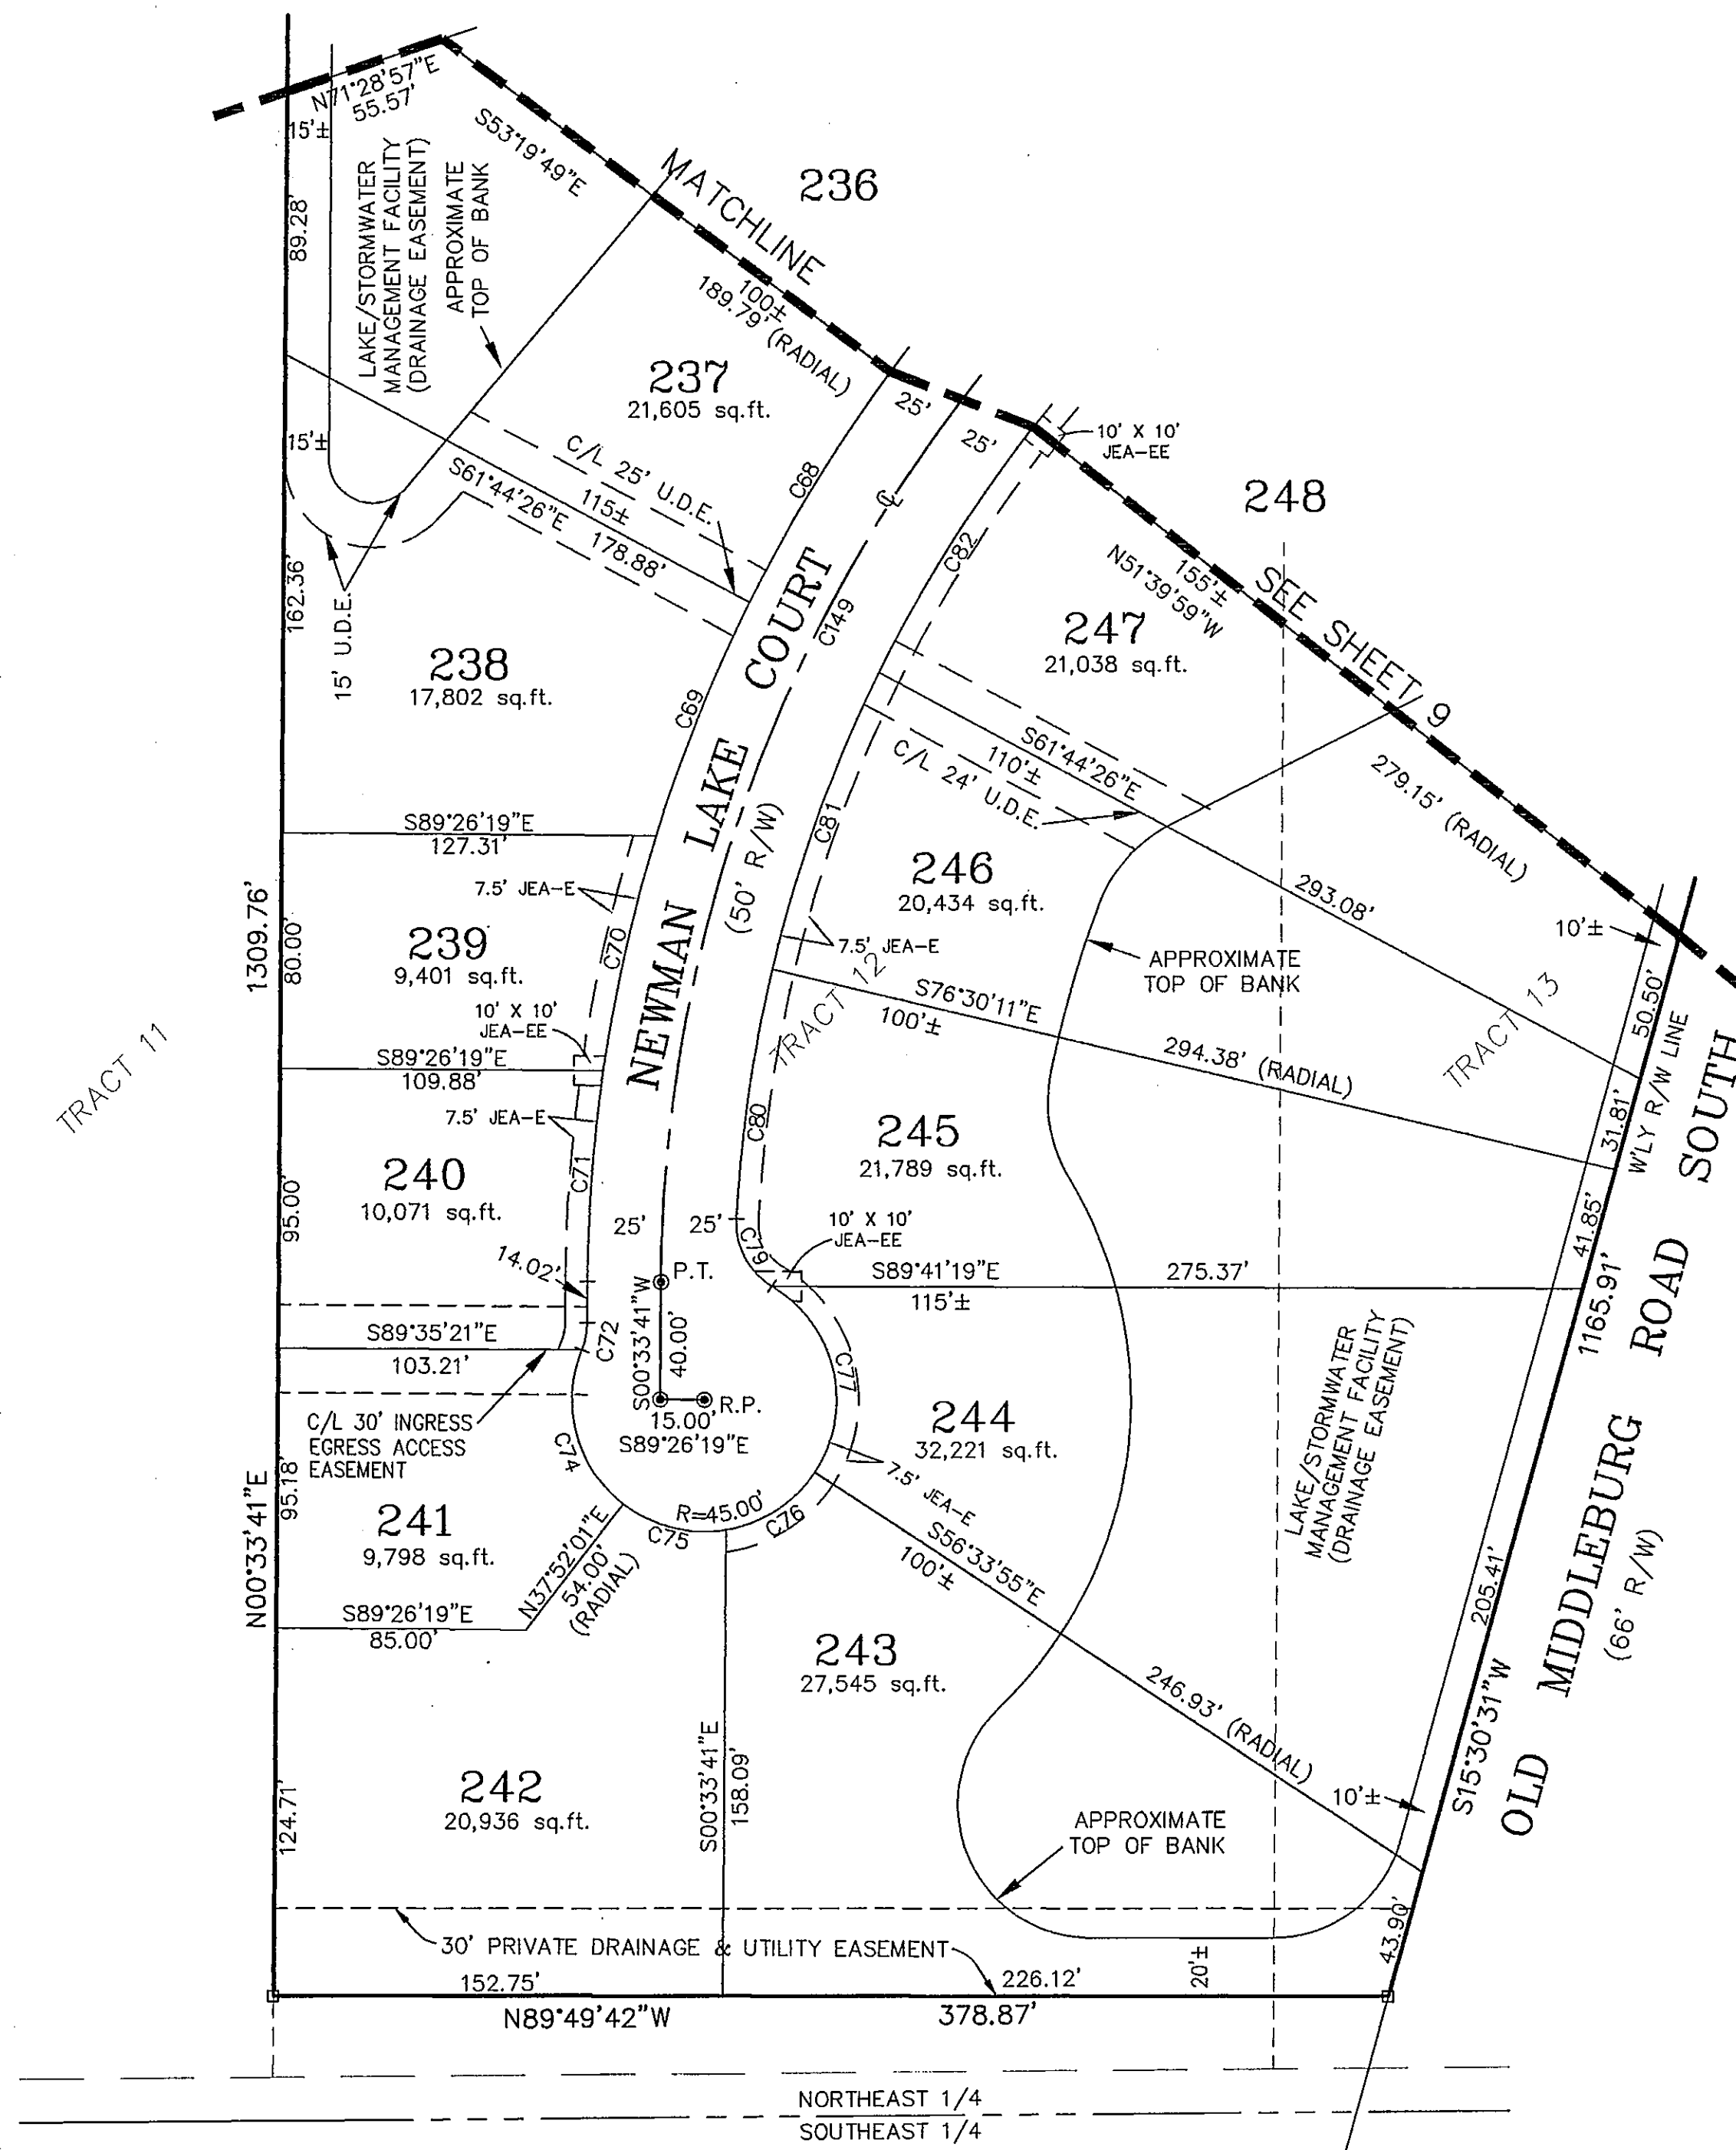 N71°28'57"E
55.57'
15'±
S53°19'49"E
LAKE/STORMWATER
MANAGEMENT FACILITY
(DRAINAGE EASEMENT)
APPROXIMATE
TOP OF BANK
89.28'
MATCHLINE
236
100±
189.79' (RADIAL)
237
21,605 sq.ft.
25'
25'
10' X 10'
JEA-EE
15'±
C/L 25' U.D.E.
S61°44'26"E
115±
178.88'
C68
248
C82
155'±
N51°39'59"W
SEE SHEET 9
162.36'
15' U.D.E.
238
17,802 sq.ft.
C149
247
21,038 sq.ft.
C69
NEWMAN LAKE COURT
(50' R/W)
S61°44'26"E
110'±
C/L 24' U.D.E.
279.15' (RADIAL)
S89°26'19"E
127.31'
C81
246
20,434 sq.ft.
293.08'
7.5' JEA-E
1309.76'
80.00'
239
9,401 sq.ft.
C70
7.5' JEA-E
APPROXIMATE
TOP OF BANK
10'±
TRACT 11
TRACT 12
TRACT 13
10' X 10'
JEA-EE
S76°30'11"E
100'±
294.38' (RADIAL)
50.50'
W'LY R/W LINE
S89°26'19"E
109.88'
7.5' JEA-E
C80
31.81'
240
10,071 sq.ft.
C71
245
21,789 sq.ft.
95.00'
25'
25'
10' X 10'
JEA-EE
41.85'
14.02'
P.T.
C79
S89°41'19"E
275.37'
115'±
1165.91'
S89°35'21"E
103.21'
C72
S00°33'41"W
40.00'
C77
LAKE/STORMWATER
MANAGEMENT FACILITY
(DRAINAGE EASEMENT)
R.P.
15.00'
S89°26'19"E
244
32,221 sq.ft.
C/L 30' INGRESS
EGRESS ACCESS
EASEMENT
C74
7.5' JEA-E
N00°33'41"E
95.18'
241
9,798 sq.ft.
R=45.00'
C75
C76
S56°33'55"E
100'±
N37°52'01"E
54.00'
(RADIAL)
205.41'
S89°26'19"E
85.00'
243
27,545 sq.ft.
246.93' (RADIAL)
S15°30'31"W
OLD MIDDLEBURG ROAD SOUTH
(66' R/W)
242
20,936 sq.ft.
124.71'
S00°33'41"E
158.09'
10'±
APPROXIMATE
TOP OF BANK
30' PRIVATE DRAINAGE & UTILITY EASEMENT
43.90'
152.75'
226.12'
20'±
N89°49'42"W
378.87'
NORTHEAST 1/4
SOUTHEAST 1/4